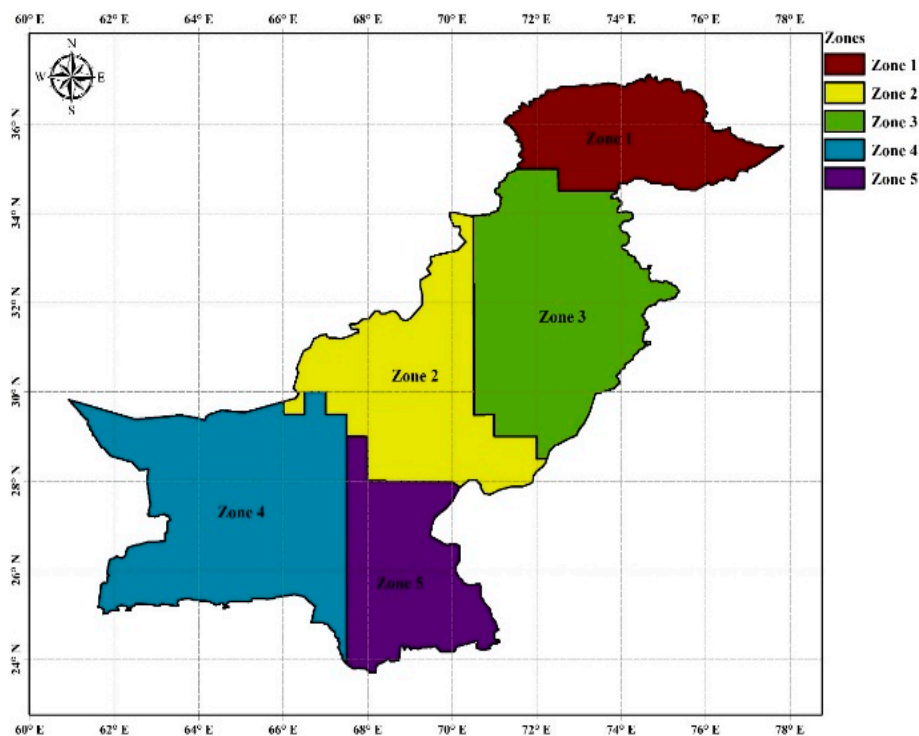 60° E 62° E 64° E 66° E 68° E 70° E 72° E 74° E 76° E 78° E
Zones
N
W E
S
Zone 1
Zone 2
Zone 3
Zone 4
Zone 5
36° N
34° N
32° N
30° N
28° N
26° N
24° N
Zone 1
Zone 3
Zone 2
Zone 4
Zone 5
60° E 62° E 64° E 66° E 68° E 70° E 72° E 74° E 76° E 78° E